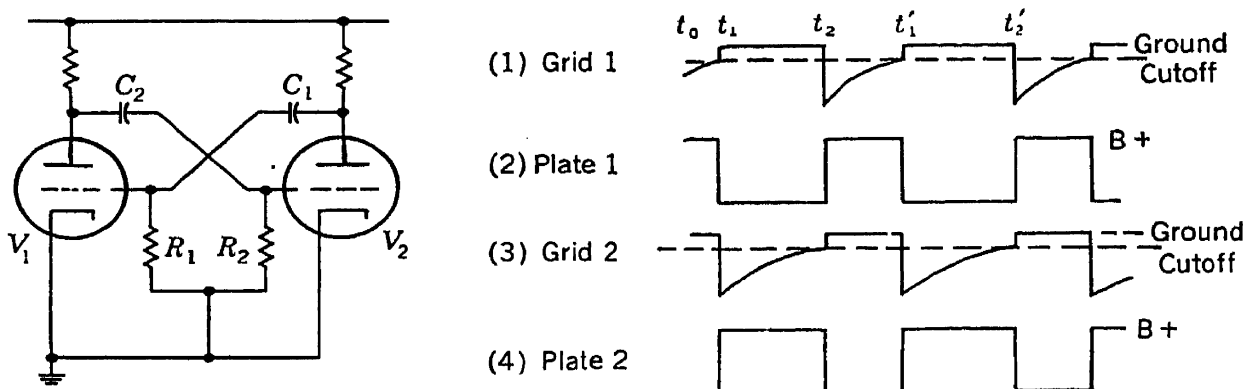 C₂
C₁
V₁
R₁
R₂
V₂
t₀ t₁ t₂ t₁′ t₂′
(1) Grid 1
Ground
Cutoff
(2) Plate 1
B +
(3) Grid 2
Ground
Cutoff
(4) Plate 2
B +